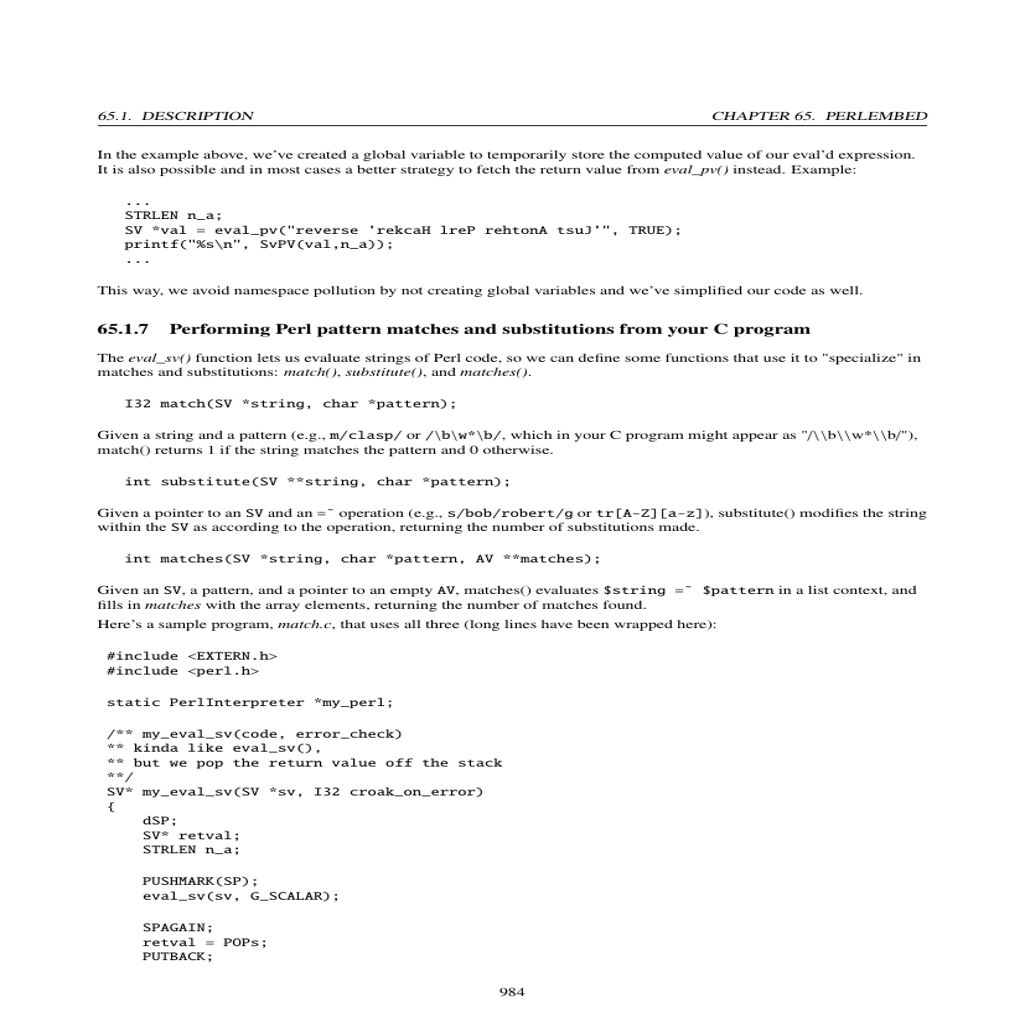 65.1. DESCRIPTION CHAPTER 65. PERLEMBED
In the example above, we've created a global variable to temporarily store the computed value of our eval'd expression.
It is also possible and in most cases a better strategy to fetch the return value from eval_pv() instead. Example:
...
STRLEN n_a;
SV *val = eval_pv("reverse 'rekcaH lreP rehtonA tsuJ'", TRUE);
printf("%s\n", SvPV(val,n_a));
...
This way, we avoid namespace pollution by not creating global variables and we've simplified our code as well.
65.1.7 Performing Perl pattern matches and substitutions from your C program
The eval_sv() function lets us evaluate strings of Perl code, so we can define some functions that use it to "specialize" in
matches and substitutions: match(), substitute(), and matches().
I32 match(SV *string, char *pattern);
Given a string and a pattern (e.g., m/clasp/ or /\b\w*\b/, which in your C program might appear as "/\\b\\w*\\b/"),
match() returns 1 if the string matches the pattern and 0 otherwise.
int substitute(SV **string, char *pattern);
Given a pointer to an SV and an =~ operation (e.g., s/bob/robert/g or tr[A-Z][a-z]), substitute() modifies the string
within the SV as according to the operation, returning the number of substitutions made.
int matches(SV *string, char *pattern, AV **matches);
Given an SV, a pattern, and a pointer to an empty AV, matches() evaluates $string =~ $pattern in a list context, and
fills in matches with the array elements, returning the number of matches found.
Here's a sample program, match.c, that uses all three (long lines have been wrapped here):
#include <EXTERN.h>
#include <perl.h>
static PerlInterpreter *my_perl;
/** my_eval_sv(code, error_check)
** kinda like eval_sv(),
** but we pop the return value off the stack
**/
SV* my_eval_sv(SV *sv, I32 croak_on_error)
{
dSP;
SV* retval;
STRLEN n_a;
PUSHMARK(SP);
eval_sv(sv, G_SCALAR);
SPAGAIN;
retval = POPs;
PUTBACK;
984